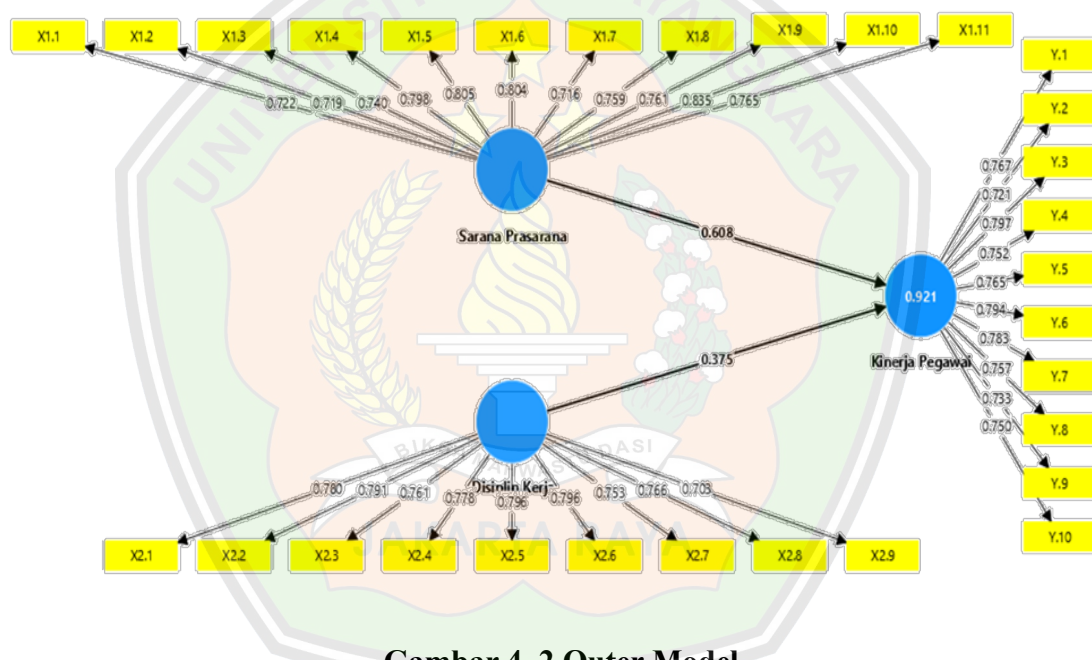 X1.1 X1.2 X1.3 X1.4 X1.5 X1.6 X1.7 X1.8 X1.9 X1.10 X1.11
0.722 0.719 0.740 0.798 0.805 0.804 0.716 0.759 0.761 0.835 0.765
Sarana Prasarana
0.608
0.375
0.921
Kinerja Pegawai
0.767
0.721
0.797
0.752
0.765
0.794
0.783
0.757
0.733
0.750
Y.1
Y.2
Y.3
Y.4
Y.5
Y.6
Y.7
Y.8
Y.9
Y.10
Disiplin Kerja
0.780 0.791 0.761 0.778 0.796 0.796 0.753 0.766 0.703
X2.1 X2.2 X2.3 X2.4 X2.5 X2.6 X2.7 X2.8 X2.9
JAKARTA RAYA
Gambar 4. 2 Outer Model